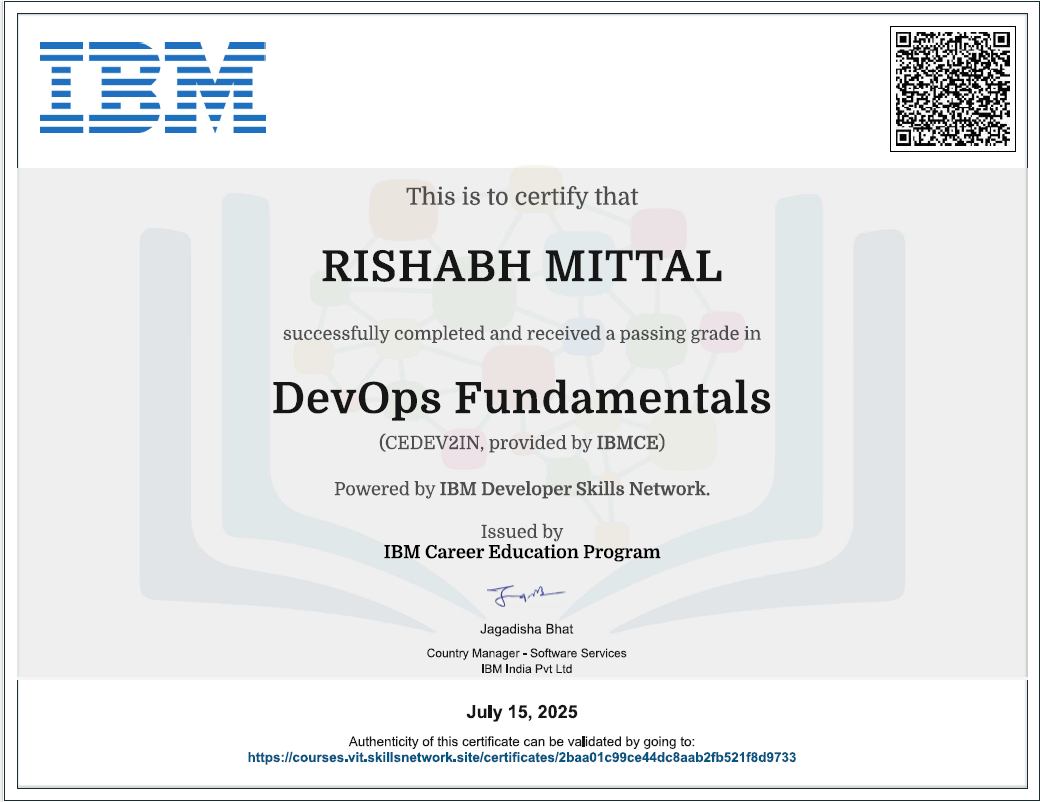 IBM
This is to certify that
RISHABH MITTAL
successfully completed and received a passing grade in
DevOps Fundamentals
(CEDEV2IN, provided by IBMCE)
Powered by IBM Developer Skills Network.
Issued by
IBM Career Education Program
Jagadisha Bhat
Country Manager - Software Services
IBM India Pvt Ltd
July 15, 2025
Authenticity of this certificate can be validated by going to:
https://courses.vit.skillsnetwork.site/certificates/2baa01c99ce44dc8aab2fb521f8d9733